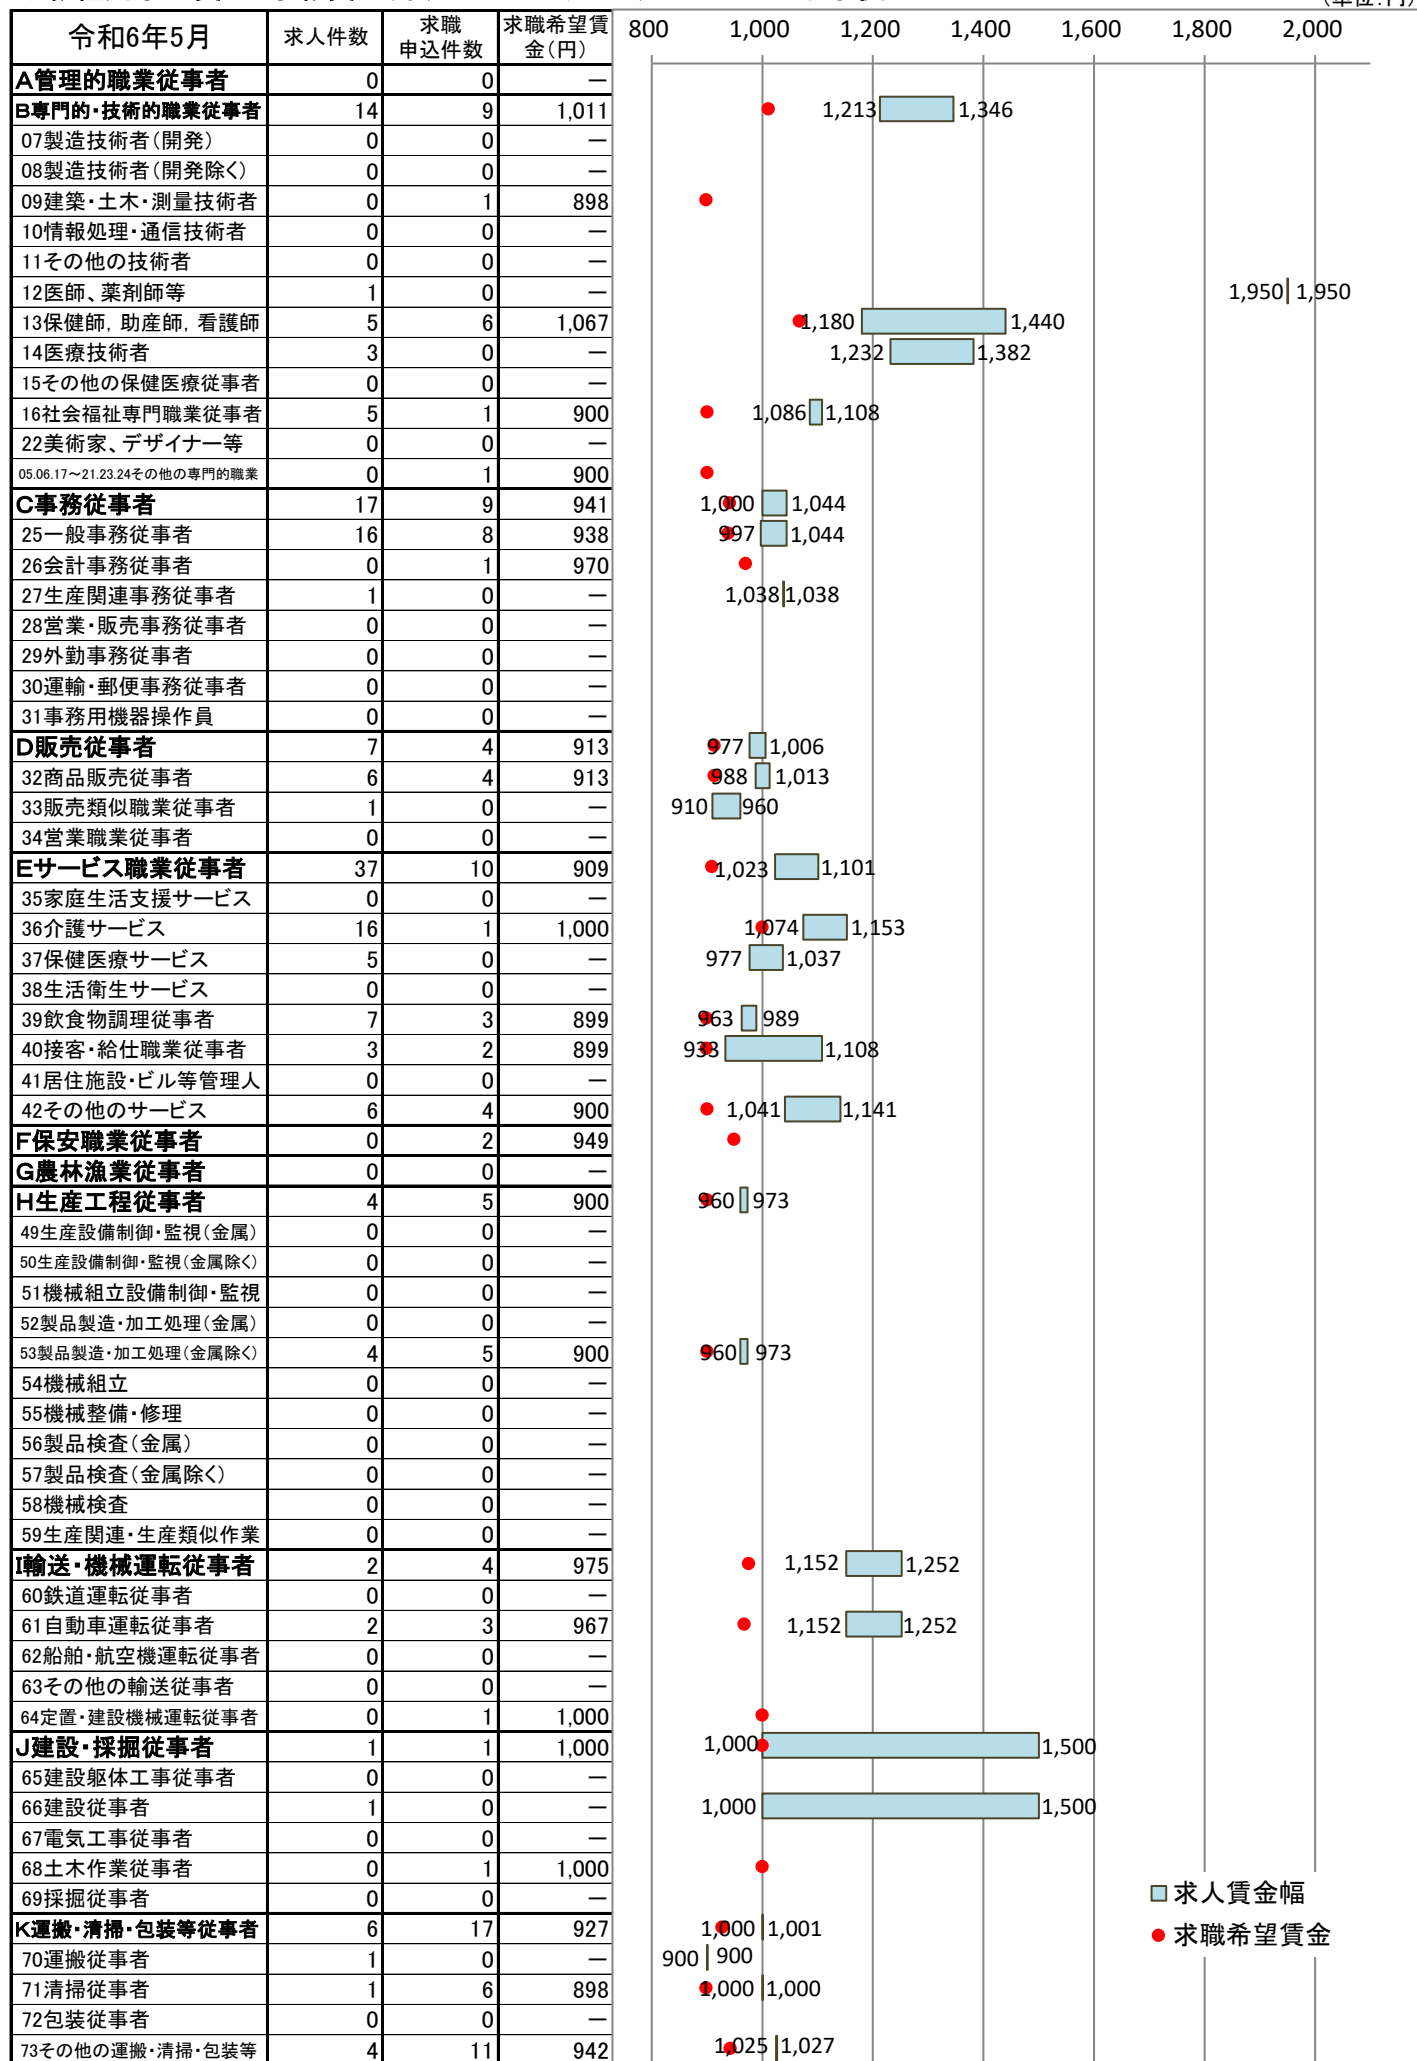 (単位:円)
令和6年5月 求人件数 求職申込件数 求職希望賃金(円) 800 1,000 1,200 1,400 1,600 1,800 2,000
A管理的職業従事者 0 0 ―
B専門的・技術的職業従事者 14 9 1,011 1,213 1,346
07製造技術者(開発) 0 0 ―
08製造技術者(開発除く) 0 0 ―
09建築・土木・測量技術者 0 1 898
10情報処理・通信技術者 0 0 ―
11その他の技術者 0 0 ―
12医師、薬剤師等 1 0 ― 1,950 1,950
13保健師,助産師,看護師 5 6 1,067 1,180 1,440
14医療技術者 3 0 ― 1,232 1,382
15その他の保健医療従事者 0 0 ―
16社会福祉専門職業従事者 5 1 900 1,086 1,108
22美術家、デザイナー等 0 0 ―
05.06.17～21.23.24その他の専門的職業 0 1 900
C事務従事者 17 9 941 1,000 1,044
25一般事務従事者 16 8 938 997 1,044
26会計事務従事者 0 1 970
27生産関連事務従事者 1 0 ― 1,038 1,038
28営業・販売事務従事者 0 0 ―
29外勤事務従事者 0 0 ―
30運輸・郵便事務従事者 0 0 ―
31事務用機器操作員 0 0 ―
D販売従事者 7 4 913 977 1,006
32商品販売従事者 6 4 913 988 1,013
33販売類似職業従事者 1 0 ― 910 960
34営業職業従事者 0 0 ―
Eサービス職業従事者 37 10 909 1,023 1,101
35家庭生活支援サービス 0 0 ―
36介護サービス 16 1 1,000 1,074 1,153
37保健医療サービス 5 0 ― 977 1,037
38生活衛生サービス 0 0 ―
39飲食物調理従事者 7 3 899 963 989
40接客・給仕職業従事者 3 2 899 933 1,108
41居住施設・ビル等管理人 0 0 ―
42その他のサービス 6 4 900 1,041 1,141
F保安職業従事者 0 2 949
G農林漁業従事者 0 0 ―
H生産工程従事者 4 5 900 960 973
49生産設備制御・監視(金属) 0 0 ―
50生産設備制御・監視(金属除く) 0 0 ―
51機械組立設備制御・監視 0 0 ―
52製品製造・加工処理(金属) 0 0 ―
53製品製造・加工処理(金属除く) 4 5 900 960 973
54機械組立 0 0 ―
55機械整備・修理 0 0 ―
56製品検査(金属) 0 0 ―
57製品検査(金属除く) 0 0 ―
58機械検査 0 0 ―
59生産関連・生産類似作業 0 0 ―
I輸送・機械運転従事者 2 4 975 1,152 1,252
60鉄道運転従事者 0 0 ―
61自動車運転従事者 2 3 967 1,152 1,252
62船舶・航空機運転従事者 0 0 ―
63その他の輸送従事者 0 0 ―
64定置・建設機械運転従事者 0 1 1,000
J建設・採掘従事者 1 1 1,000 1,000 1,500
65建設躯体工事従事者 0 0 ―
66建設従事者 1 0 ― 1,000 1,500
67電気工事従事者 0 0 ―
68土木作業従事者 0 1 1,000
69採掘従事者 0 0 ―
求人賃金幅
K運搬・清掃・包装等従事者 6 17 927 1,000 1,001
求職希望賃金
70運搬従事者 1 0 ― 900 900
71清掃従事者 1 6 898 1,000 1,000
72包装従事者 0 0 ―
73その他の運搬・清掃・包装等 4 11 942 1,025 1,027